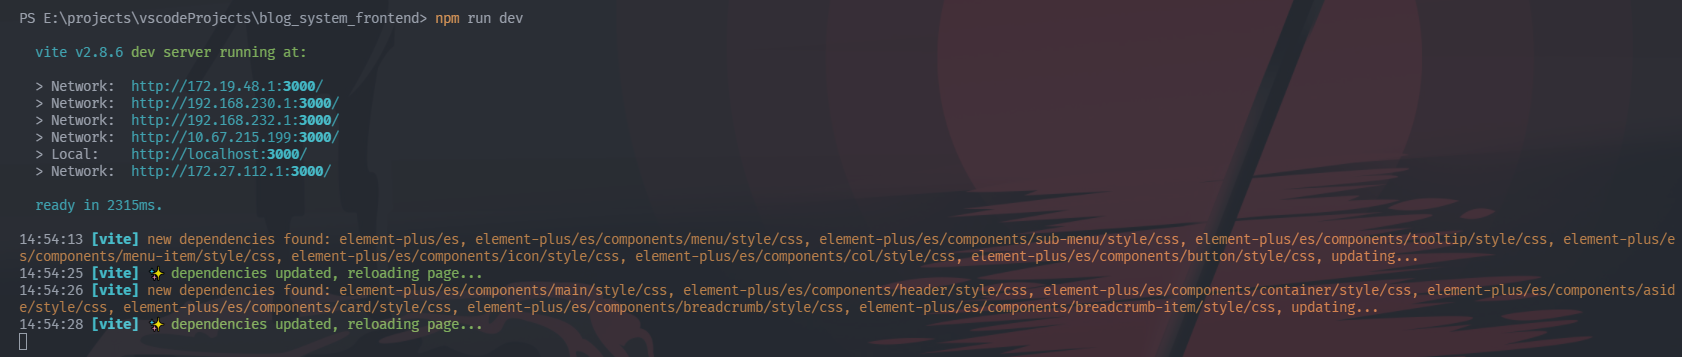 PS E:\projects\vscodeProjects\blog_system_frontend> npm run dev
vite v2.8.6 dev server running at:
> Network:  http://172.19.48.1:3000/
> Network:  http://192.168.230.1:3000/
> Network:  http://192.168.232.1:3000/
> Network:  http://10.67.215.199:3000/
> Local:    http://localhost:3000/
> Network:  http://172.27.112.1:3000/
ready in 2315ms.
14:54:13 [vite] new dependencies found: element-plus/es, element-plus/es/components/menu/style/css, element-plus/es/components/sub-menu/style/css, element-plus/es/components/tooltip/style/css, element-plus/e
s/components/menu-item/style/css, element-plus/es/components/icon/style/css, element-plus/es/components/col/style/css, element-plus/es/components/button/style/css, updating...
14:54:25 [vite] ✨ dependencies updated, reloading page...
14:54:26 [vite] new dependencies found: element-plus/es/components/main/style/css, element-plus/es/components/header/style/css, element-plus/es/components/container/style/css, element-plus/es/components/asid
e/style/css, element-plus/es/components/card/style/css, element-plus/es/components/breadcrumb/style/css, element-plus/es/components/breadcrumb-item/style/css, updating...
14:54:28 [vite] ✨ dependencies updated, reloading page...